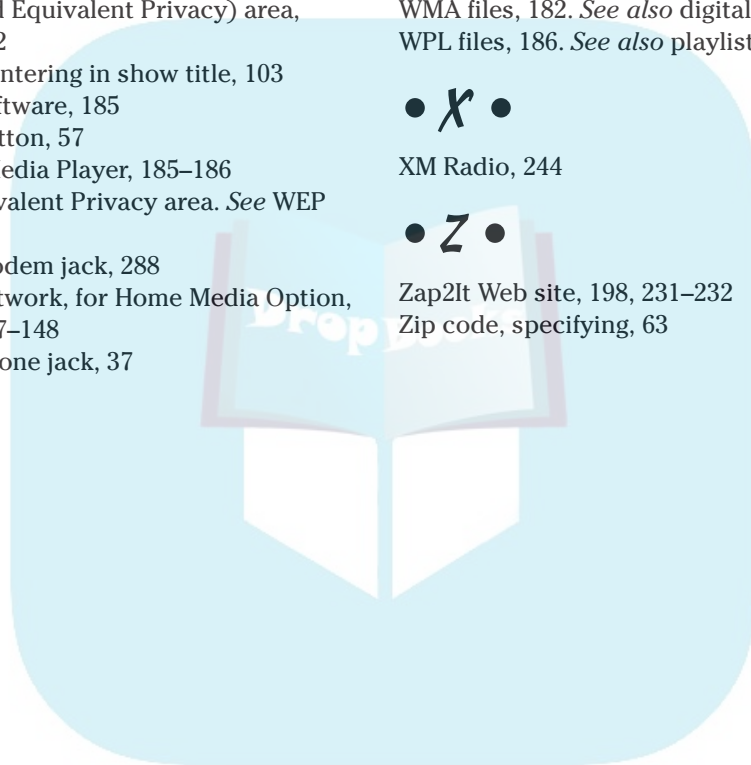 d Equivalent Privacy) area,
2
ntering in show title, 103
ftware, 185
tton, 57
Media Player, 185–186
valent Privacy area. See WEP
odem jack, 288
twork, for Home Media Option,
7–148
one jack, 37
WMA files, 182. See also digital
WPL files, 186. See also playlist
• X •
XM Radio, 244
• Z •
Zap2It Web site, 198, 231–232
Zip code, specifying, 63
DropBooks